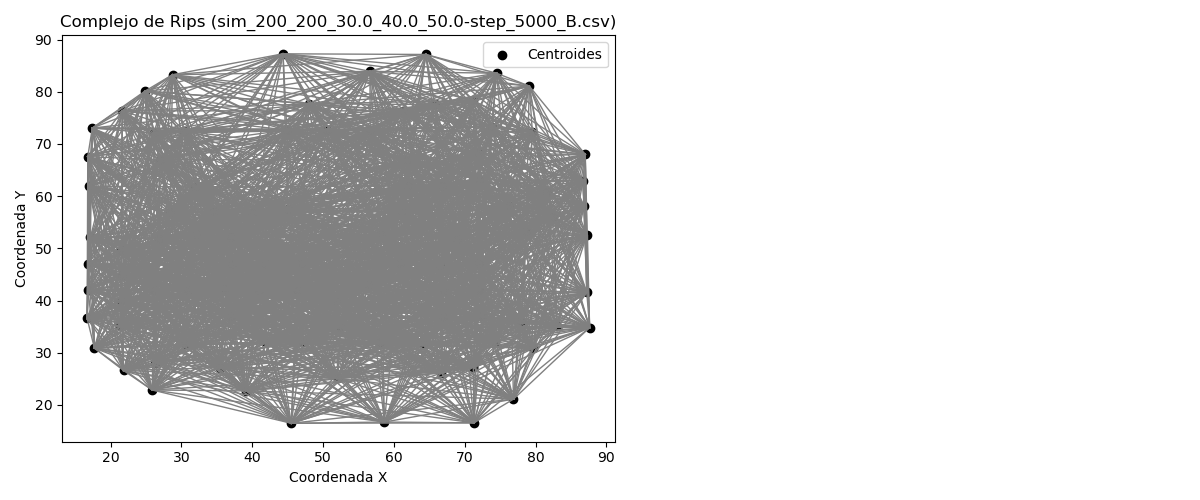 Complejo de Rips (sim_200_200_30.0_40.0_50.0-step_5000_B.csv)
Centroides
90
80
70
60
50
40
30
20
Coordenada Y
20 30 40 50 60 70 80 90
Coordenada X